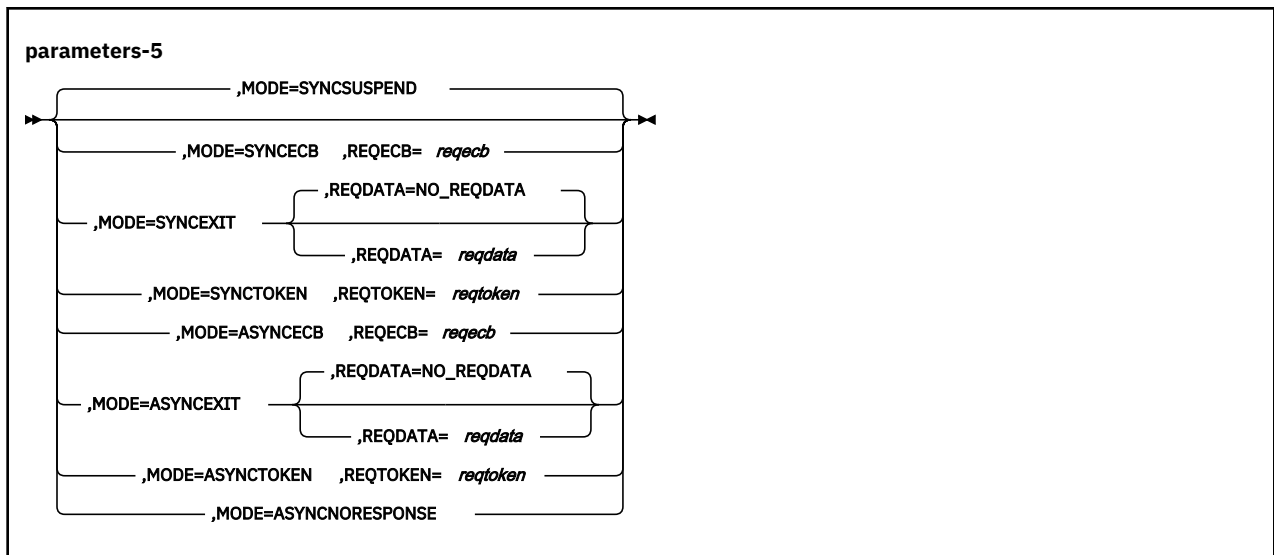 parameters-5
,MODE=SYNCSUSPEND
,MODE=SYNCECB ,REQECB= reqecb
,REQDATA=NO_REQDATA
,MODE=SYNCEXIT
,REQDATA= reqdata
,MODE=SYNCTOKEN ,REQTOKEN= reqtoken
,MODE=ASYNCECB ,REQECB= reqecb
,REQDATA=NO_REQDATA
,MODE=ASYNCEXIT
,REQDATA= reqdata
,MODE=ASYNCTOKEN ,REQTOKEN= reqtoken
,MODE=ASYNCNORESPONSE